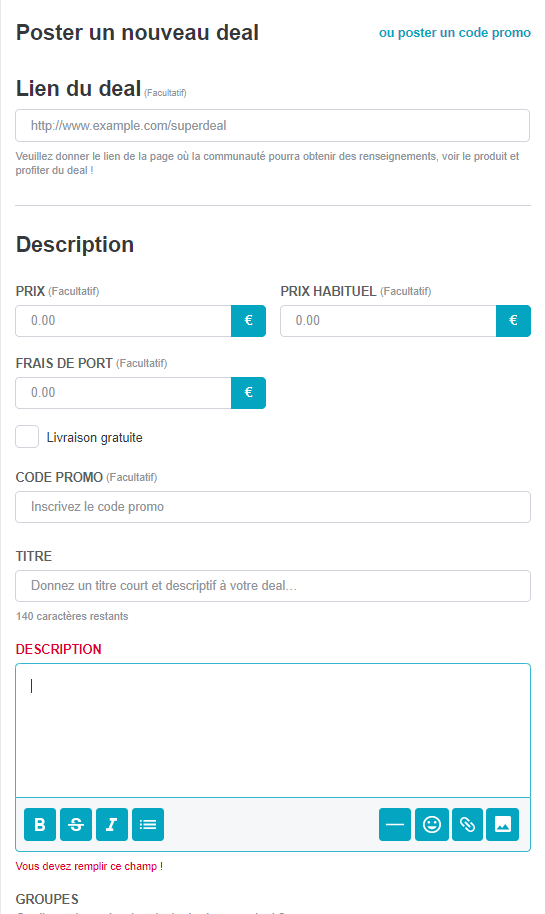 Poster un nouveau deal
ou poster un code promo
Lien du deal (Facultatif)
http://www.example.com/superdeal
Veuillez donner le lien de la page où la communauté pourra obtenir des renseignements, voir le produit et
profiter du deal !
Description
PRIX (Facultatif)
PRIX HABITUEL (Facultatif)
0.00 €
0.00 €
FRAIS DE PORT (Facultatif)
0.00 €
Livraison gratuite
CODE PROMO (Facultatif)
Inscrivez le code promo
TITRE
Donnez un titre court et descriptif à votre deal…
140 caractères restants
DESCRIPTION
B S I
Vous devez remplir ce champ !
GROUPES